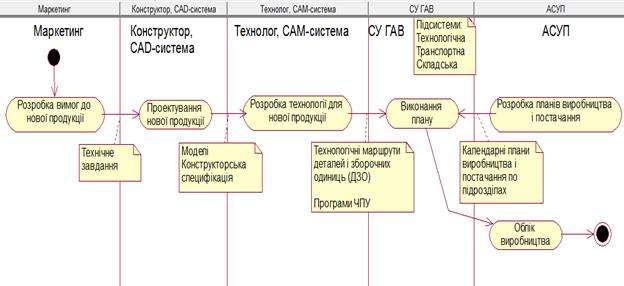 Маркетинг
Конструктор, CAD-система
Технолог, САМ-система
СУ ГАВ
АСУП
Маркетинг
Конструктор,
CAD-система
Технолог, САМ-система
СУ ГАВ
Підсистеми:
Технологічна
Транспортна
Складська
АСУП
Розробка вимог до
нової продукції
Проектування
нової продукції
Розробка технології для
нової продукції
Виконання
плану
Розробка планів виробництва
і постачання
Технічне
завдання
Моделі
Конструкторська
специфікація
Технологічні маршрути
деталей і зборочних
одиниць (ДЗО)
Програми ЧПУ
Календарні плани
виробництва і
постачання по
підрозділах
Облік
виробництва